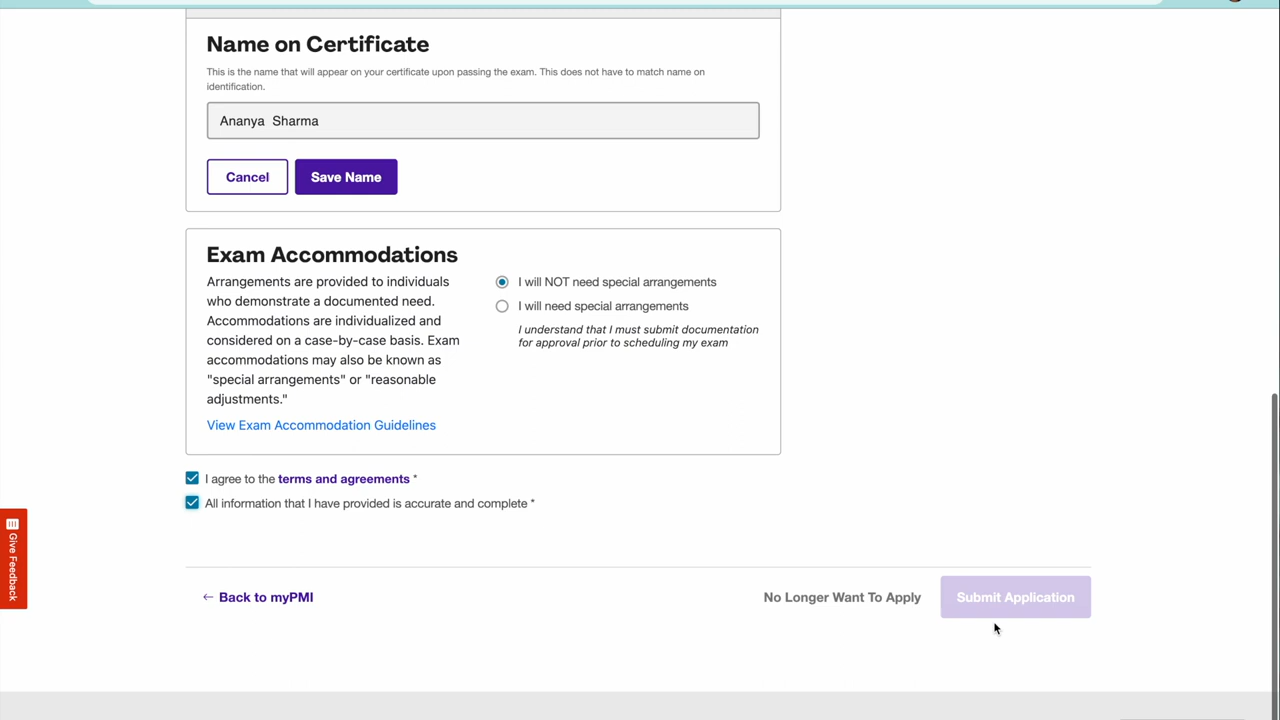 Name on Certificate
This is the name that will appear on your certificate upon passing the exam. This does not have to match name on
identification.
Ananya  Sharma
Cancel
Save Name
Exam Accommodations
Arrangements are provided to individuals
who demonstrate a documented need.
Accommodations are individualized and
considered on a case-by-case basis. Exam
accommodations may also be known as
"special arrangements" or "reasonable
adjustments."
View Exam Accommodation Guidelines
I will NOT need special arrangements
I will need special arrangements
I understand that I must submit documentation
for approval prior to scheduling my exam
I agree to the terms and agreements *
All information that I have provided is accurate and complete *
Give Feedback
← Back to myPMI
No Longer Want To Apply
Submit Application